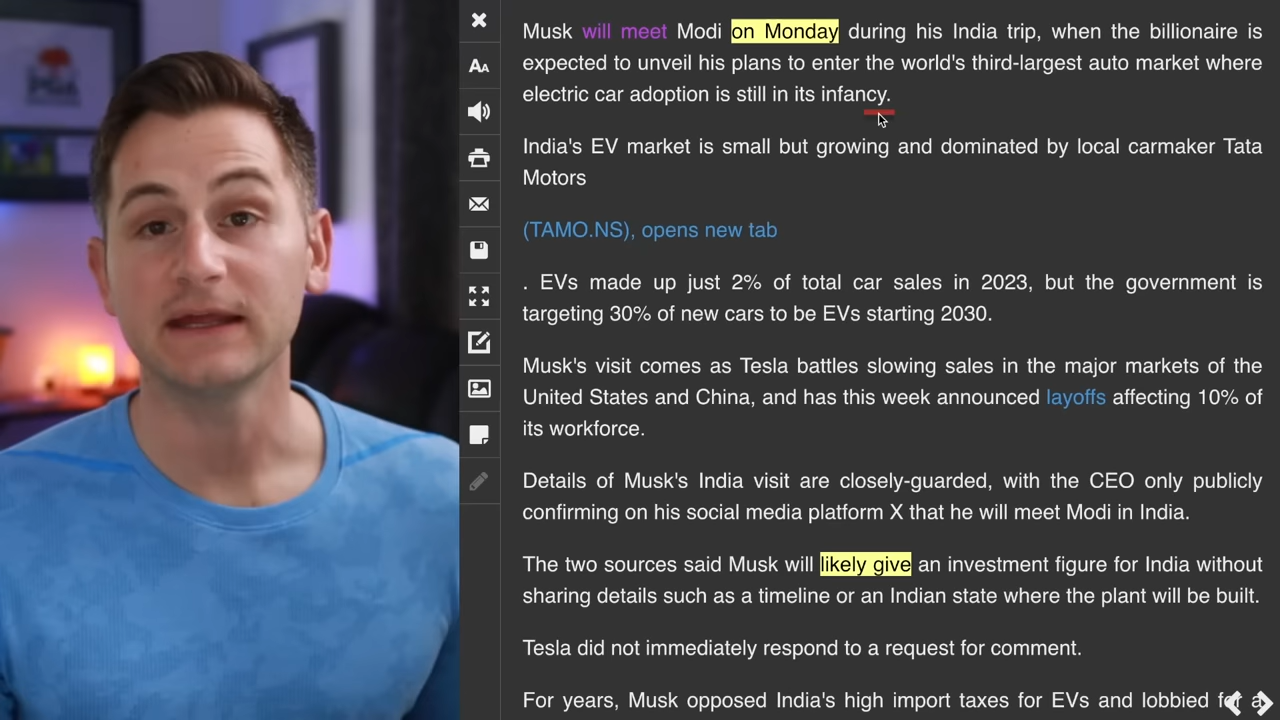 Musk will meet Modi on Monday during his India trip, when the billionaire is
expected to unveil his plans to enter the world's third-largest auto market where
electric car adoption is still in its infancy.
India's EV market is small but growing and dominated by local carmaker Tata
Motors
(TAMO.NS), opens new tab
. EVs made up just 2% of total car sales in 2023, but the government is
targeting 30% of new cars to be EVs starting 2030.
Musk's visit comes as Tesla battles slowing sales in the major markets of the
United States and China, and has this week announced layoffs affecting 10% of
its workforce.
Details of Musk's India visit are closely-guarded, with the CEO only publicly
confirming on his social media platform X that he will meet Modi in India.
The two sources said Musk will likely give an investment figure for India without
sharing details such as a timeline or an Indian state where the plant will be built.
Tesla did not immediately respond to a request for comment.
For years, Musk opposed India's high import taxes for EVs and lobbied for a